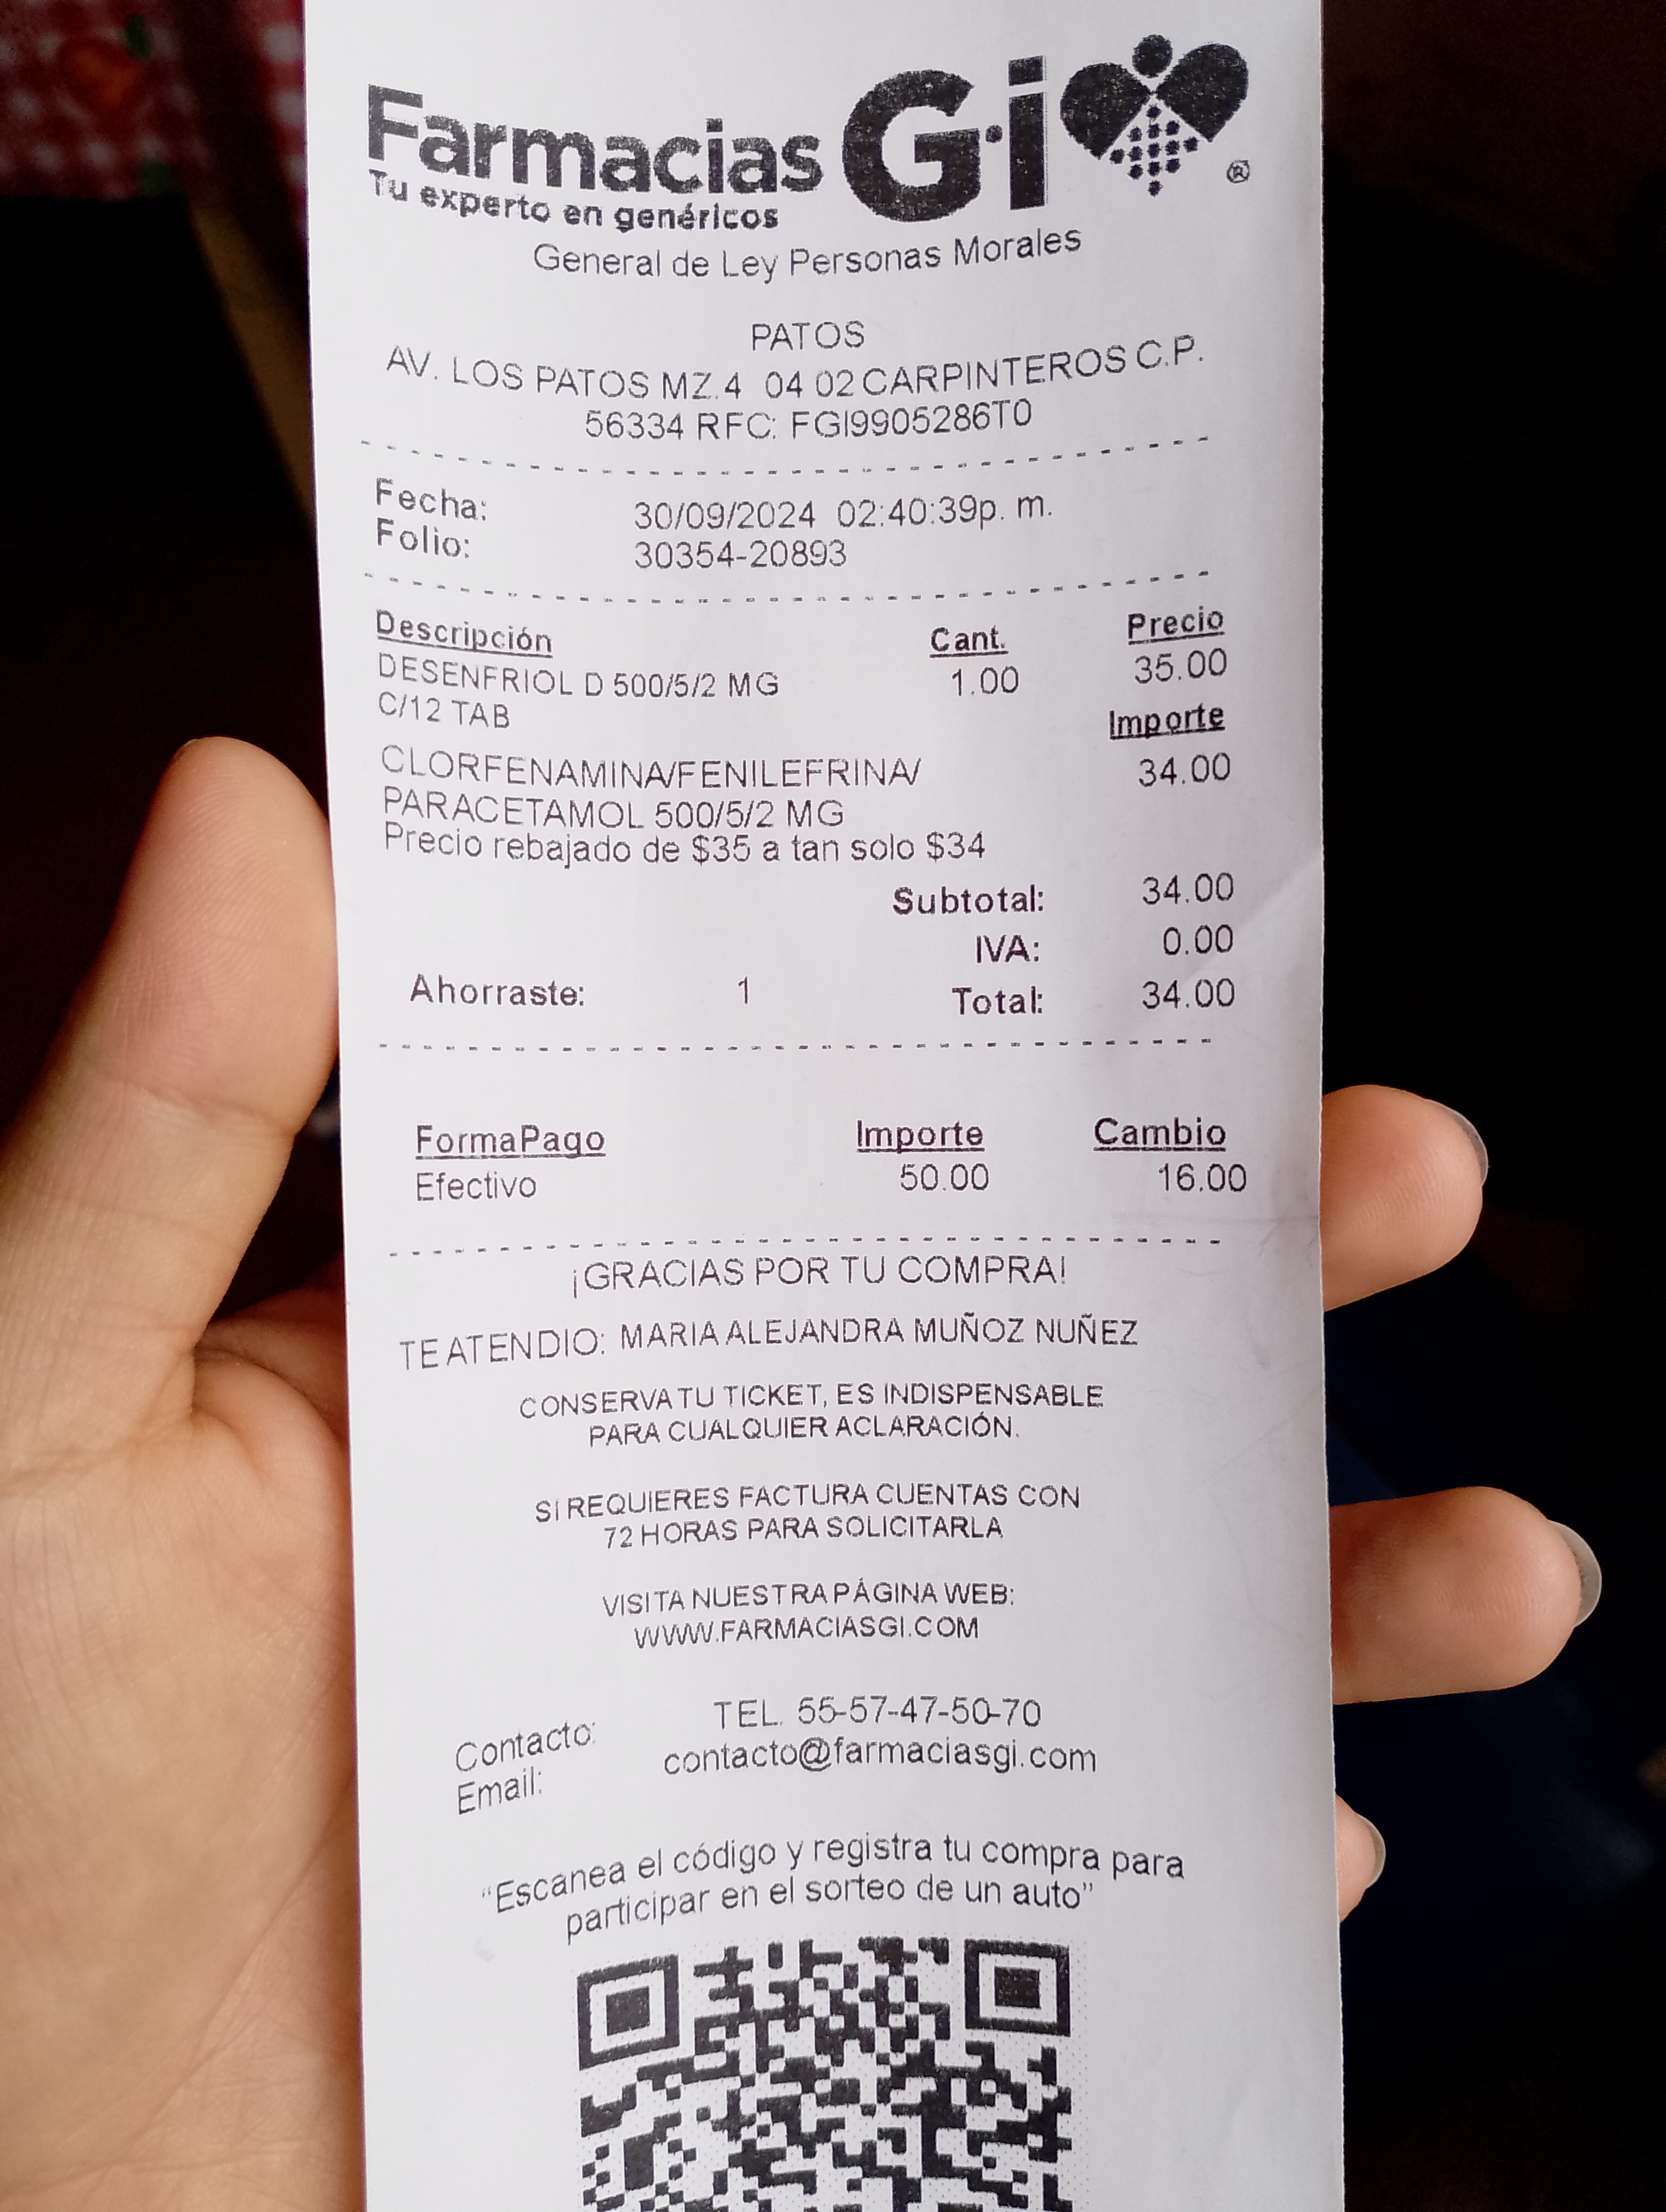 Farmacias G·i ®
Tu experto en genéricos
General de Ley Personas Morales
PATOS
AV. LOS PATOS MZ.4 04 02 CARPINTEROS C.P.
56334 RFC: FGI9905286T0
Fecha: 30/09/2024 02:40:39p. m.
Folio: 30354-20893
Descripción Cant. Precio
DESENFRIOL D 500/5/2 MG 1.00 35.00
C/12 TAB Importe
CLORFENAMINA/FENILEFRINA/ 34.00
PARACETAMOL 500/5/2 MG
Precio rebajado de $35 a tan solo $34
Subtotal: 34.00
IVA: 0.00
Ahorraste: 1 Total: 34.00
FormaPago Importe Cambio
Efectivo 50.00 16.00
¡GRACIAS POR TU COMPRA!
TE ATENDIO: MARIA ALEJANDRA MUÑOZ NUÑEZ
CONSERVA TU TICKET, ES INDISPENSABLE
PARA CUALQUIER ACLARACIÓN.
SI REQUIERES FACTURA CUENTAS CON
72 HORAS PARA SOLICITARLA
VISITA NUESTRA PÁGINA WEB:
WWW.FARMACIASGI.COM
Contacto: TEL. 55-57-47-50-70
Email: contacto@farmaciasgi.com
"Escanea el código y registra tu compra para
participar en el sorteo de un auto"